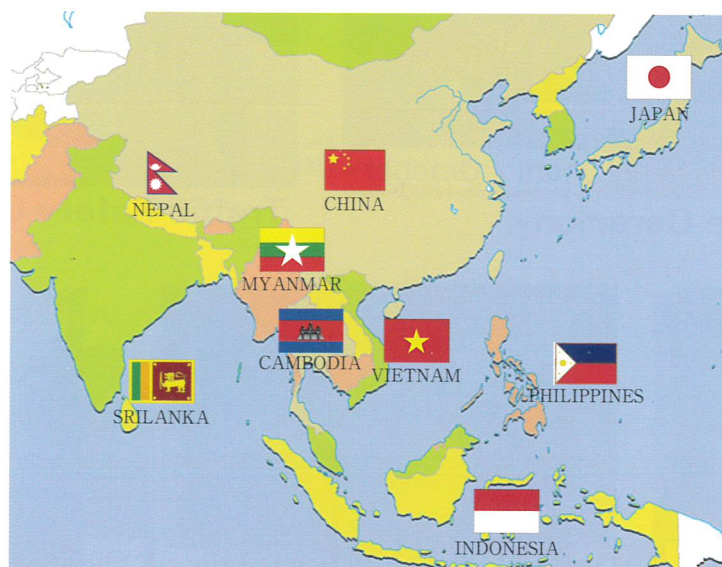 JAPAN
NEPAL
CHINA
MYANMAR
CAMBODIA
VIETNAM
PHILIPPINES
SRILANKA
INDONESIA